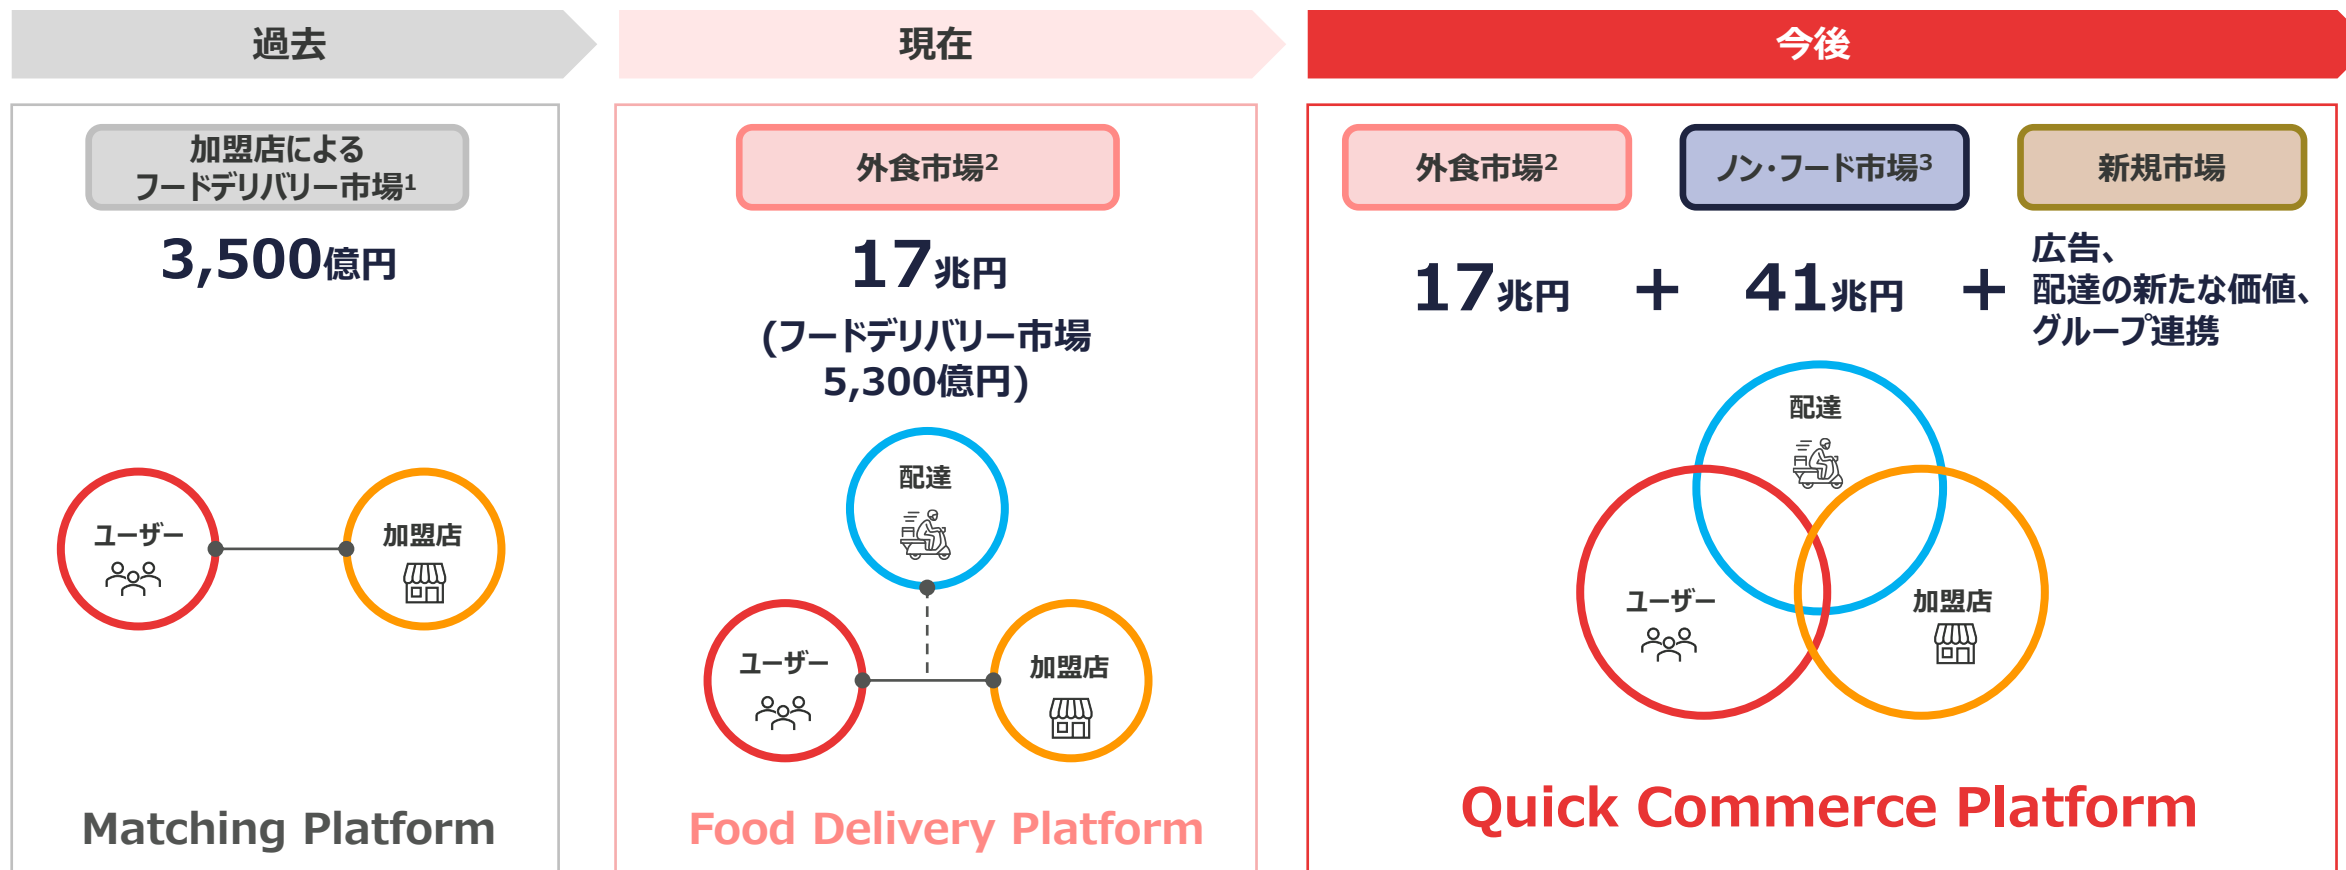 過去
現在
今後
加盟店による
フードデリバリー市場1
3,500億円
ユーザー
加盟店
Matching Platform
外食市場2
17兆円
(フードデリバリー市場
5,300億円)
配達
ユーザー
加盟店
Food Delivery Platform
外食市場2
ノン・フード市場3
新規市場
17兆円 + 41兆円 +
広告、
配達の新たな価値、
グループ連携
配達
ユーザー
加盟店
Quick Commerce Platform